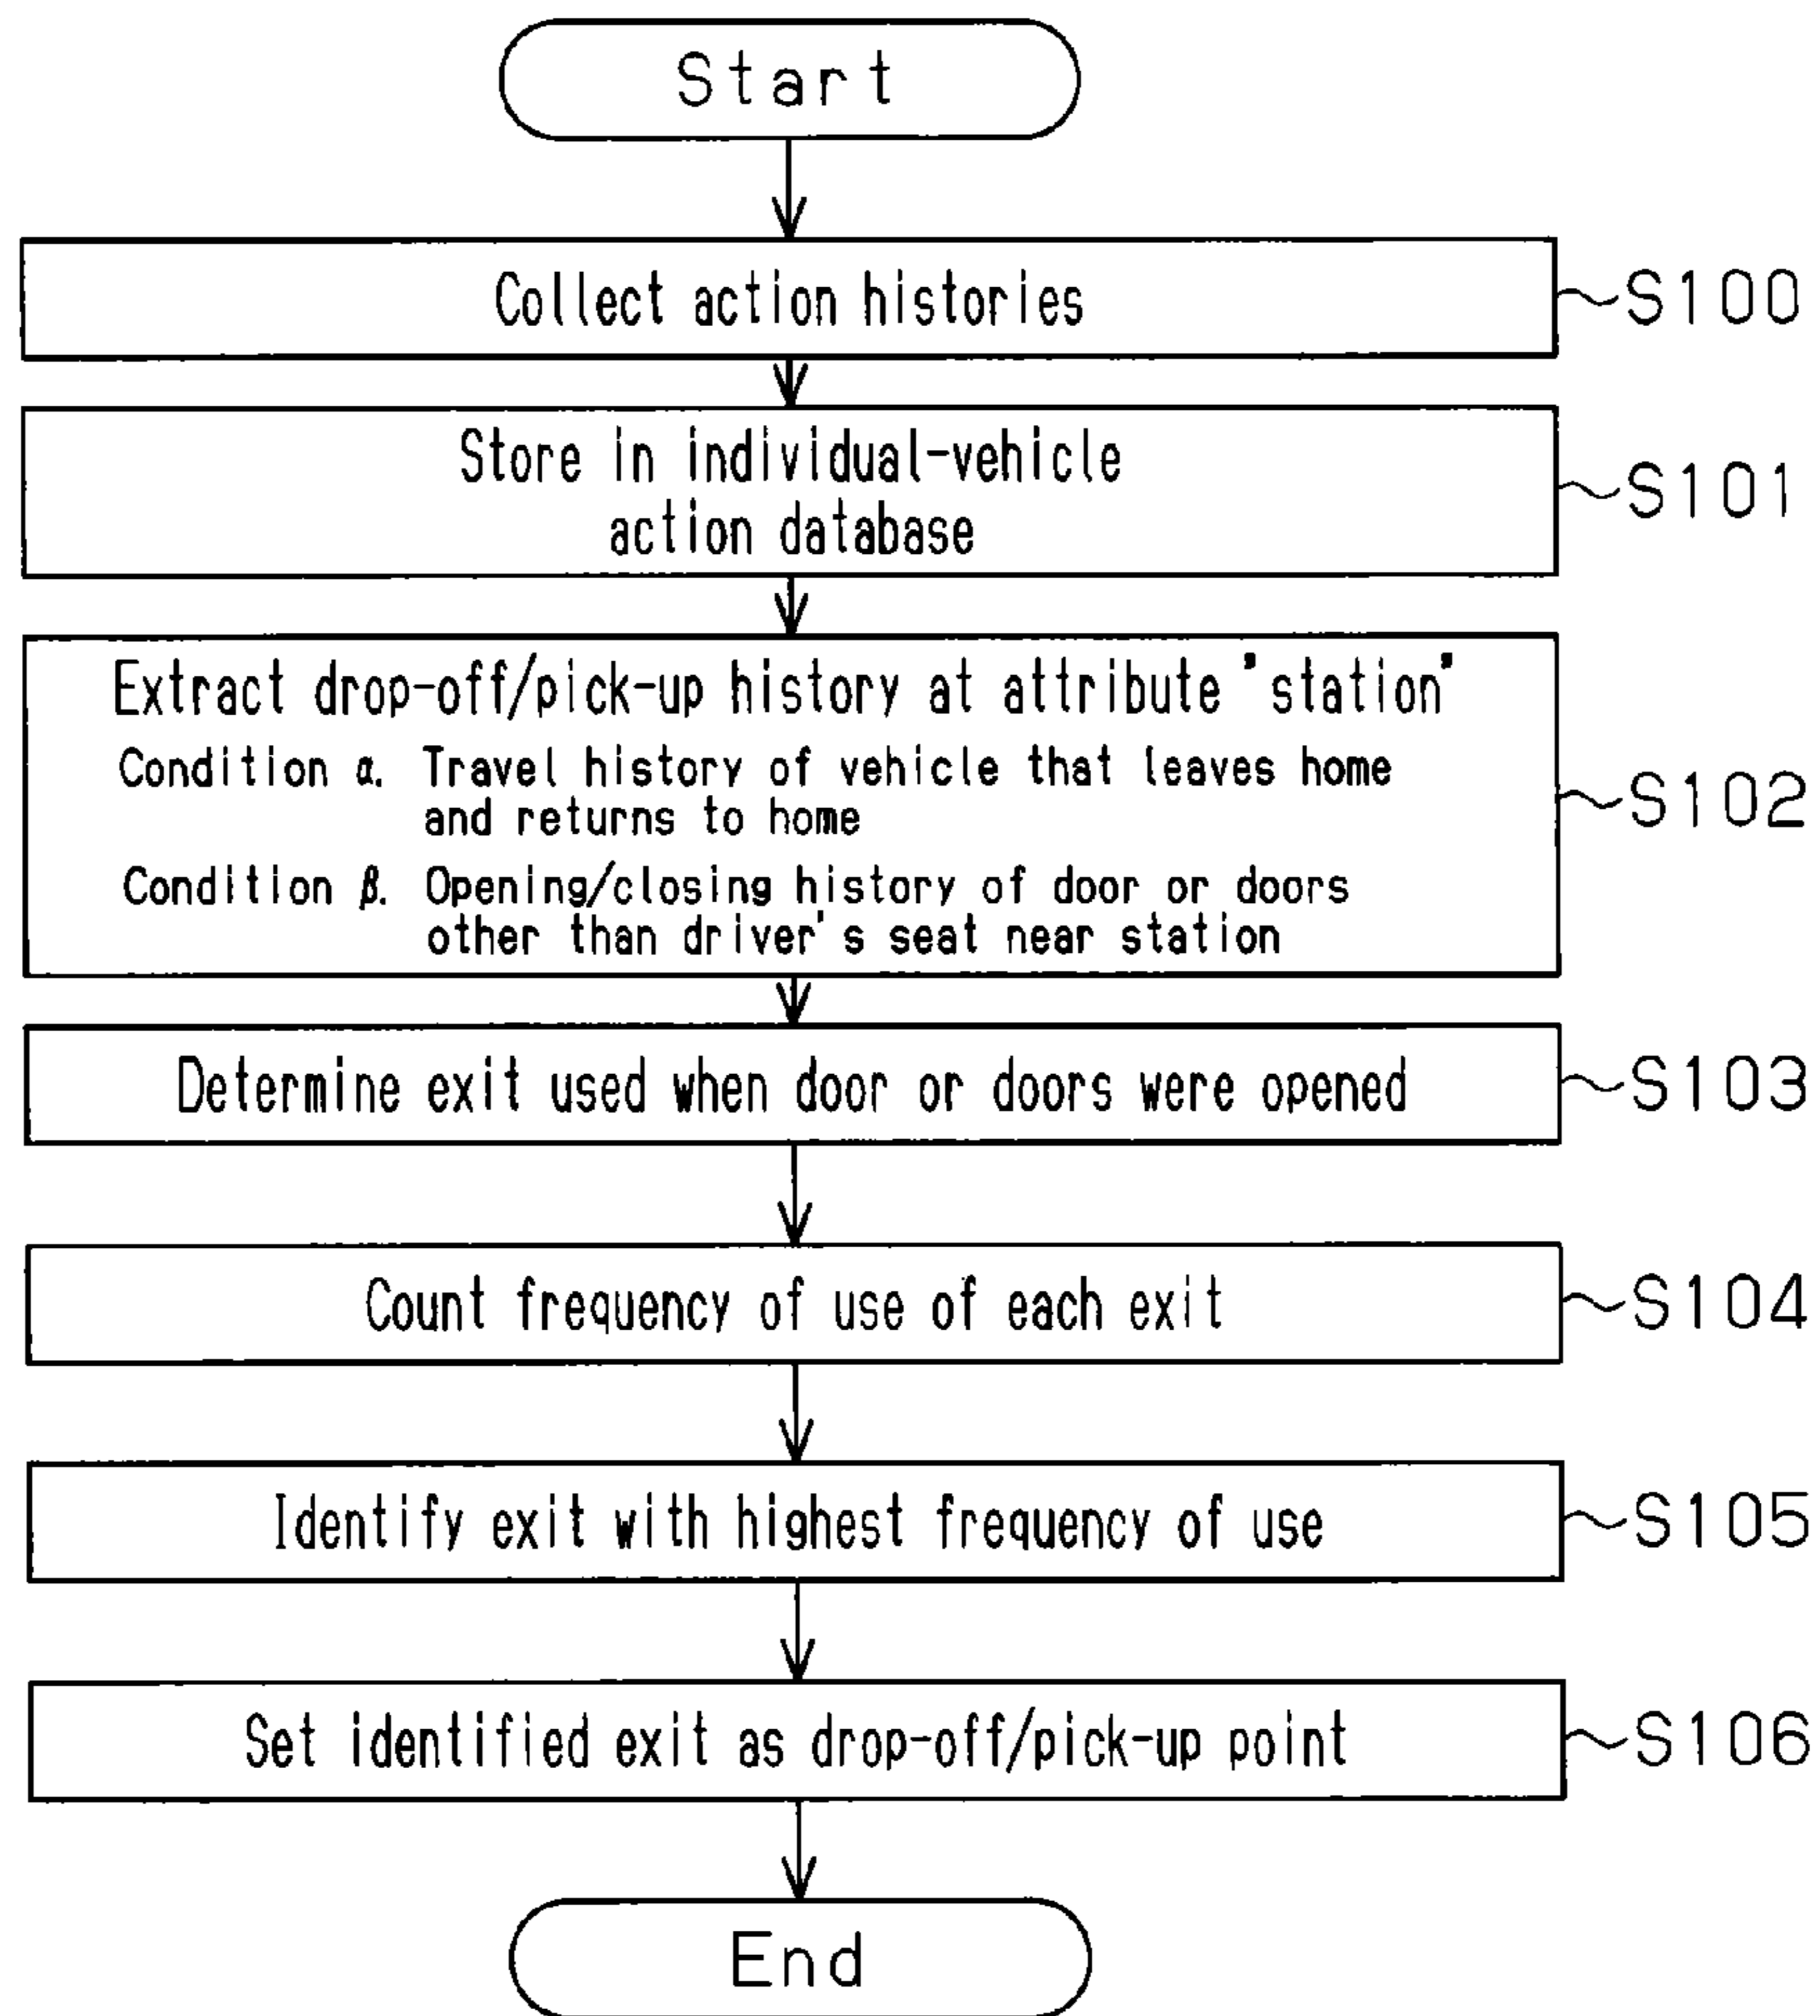 Start
Collect action histories
S100
Store in individual-vehicle
action database
S101
Extract drop-off/pick-up history at attribute "station"
Condition α. Travel history of vehicle that leaves home
and returns to home
Condition β. Opening/closing history of door or doors
other than driver's seat near station
S102
Determine exit used when door or doors were opened
S103
Count frequency of use of each exit
S104
Identify exit with highest frequency of use
S105
Set identified exit as drop-off/pick-up point
S106
End